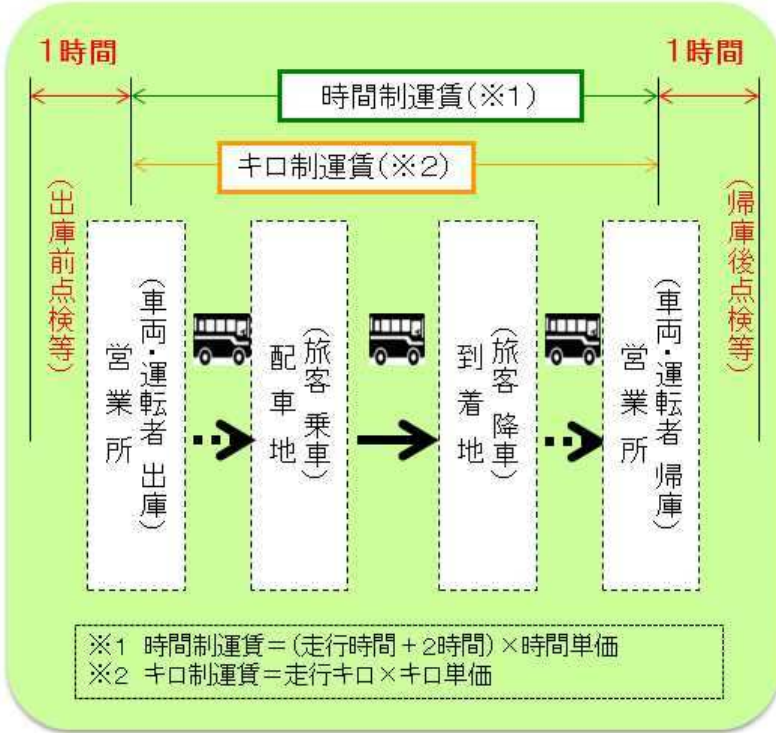 1時間
1時間
時間制運賃(※1)
キロ制運賃(※2)
(出庫前点検等)
営業所
(車両・運転者 出庫)
配車地
(旅客 乗車)
到着地
(旅客 降車)
営業所
(車両・運転者 帰庫)
(帰庫後点検等)
※1 時間制運賃=(走行時間+2時間)×時間単価
※2 キロ制運賃=走行キロ×キロ単価